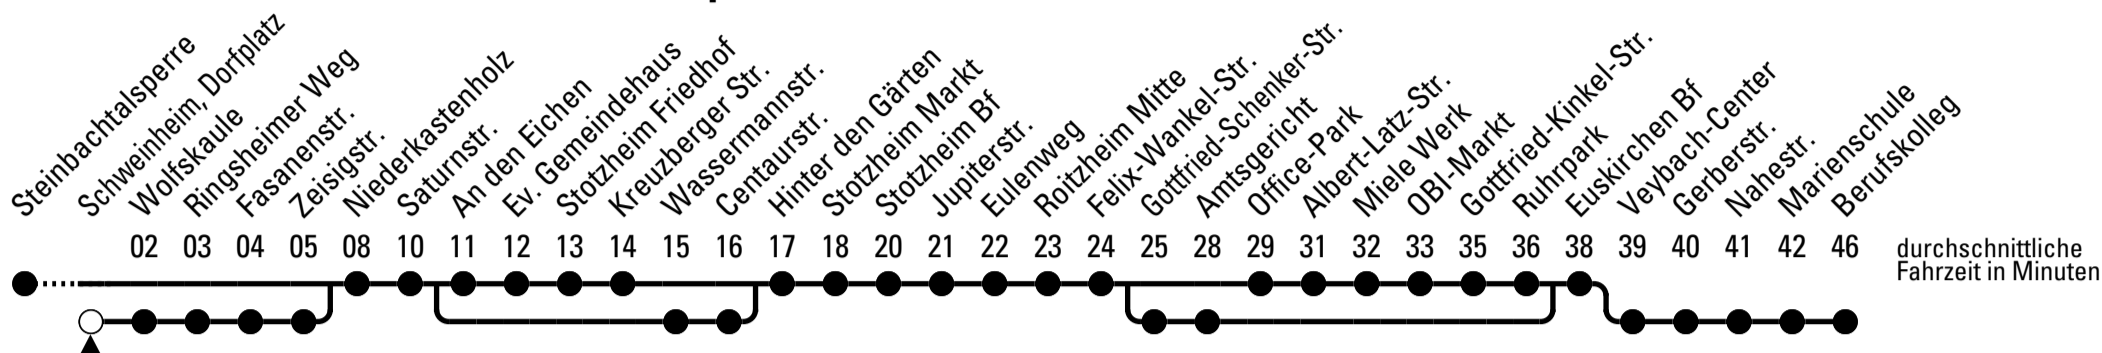 Steinbachtalsperre
Schweinheim, Dorfplatz
Wolfskaule
Ringsheimer Weg
Fasanenstr.
Zeisigstr.
Niederkastenholz
Saturnstr.
An den Eichen
Ev. Gemeindehaus
Stotzheim Friedhof
Kreuzberger Str.
Wassermannstr.
Centaurstr.
Hinter den Gärten
Stotzheim Markt
Stotzheim Bf
Jupiterstr.
Eulenweg
Roitzheim Mitte
Felix-Wankel-Str.
Gottfried-Schenker-Str.
Amtsgericht
Office-Park
Albert-Latz-Str.
Miele Werk
OBI-Markt
Gottfried-Kinkel-Str.
Ruhrpark
Euskirchen Bf
Veybach-Center
Gerberstr.
Nahestr.
Marienschule
Berufskolleg
02 03 04 05 08 10 11 12 13 14 15 16 17 18 20 21 22 23 24 25 28 29 31 32 33 35 36 38 39 40 41 42 46 durchschnittliche
Fahrzeit in Minuten